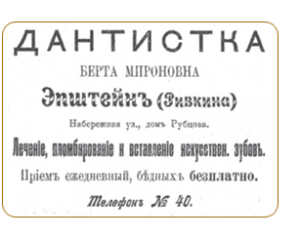 ДАНТИСТКА
БЕРТА МИРОНОВНА
Эпштейнъ (Зивкина)
Набережная ул., домъ Рубцова.
Леченіе, пломбированіе и вставленіе искусствен. зубовъ.
Пріемъ ежедневный, бѣдныхъ безплатно.
Телефонъ № 40.